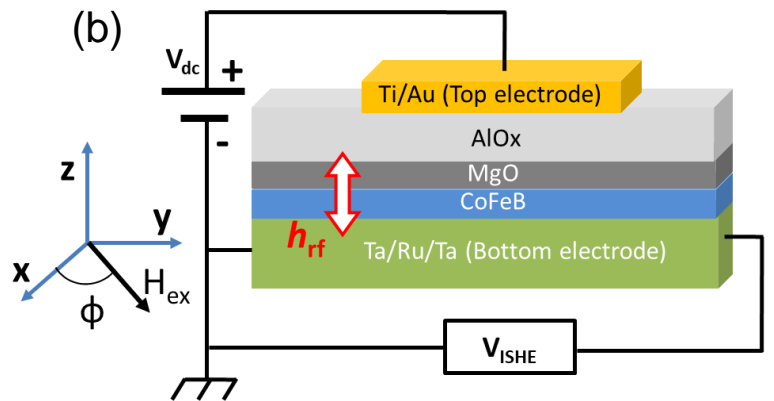 (b)
Vdc
+
-
Ti/Au (Top electrode)
AlOx
MgO
CoFeB
hrf
Ta/Ru/Ta (Bottom electrode)
z
y
x
Hex
ϕ
VISHE